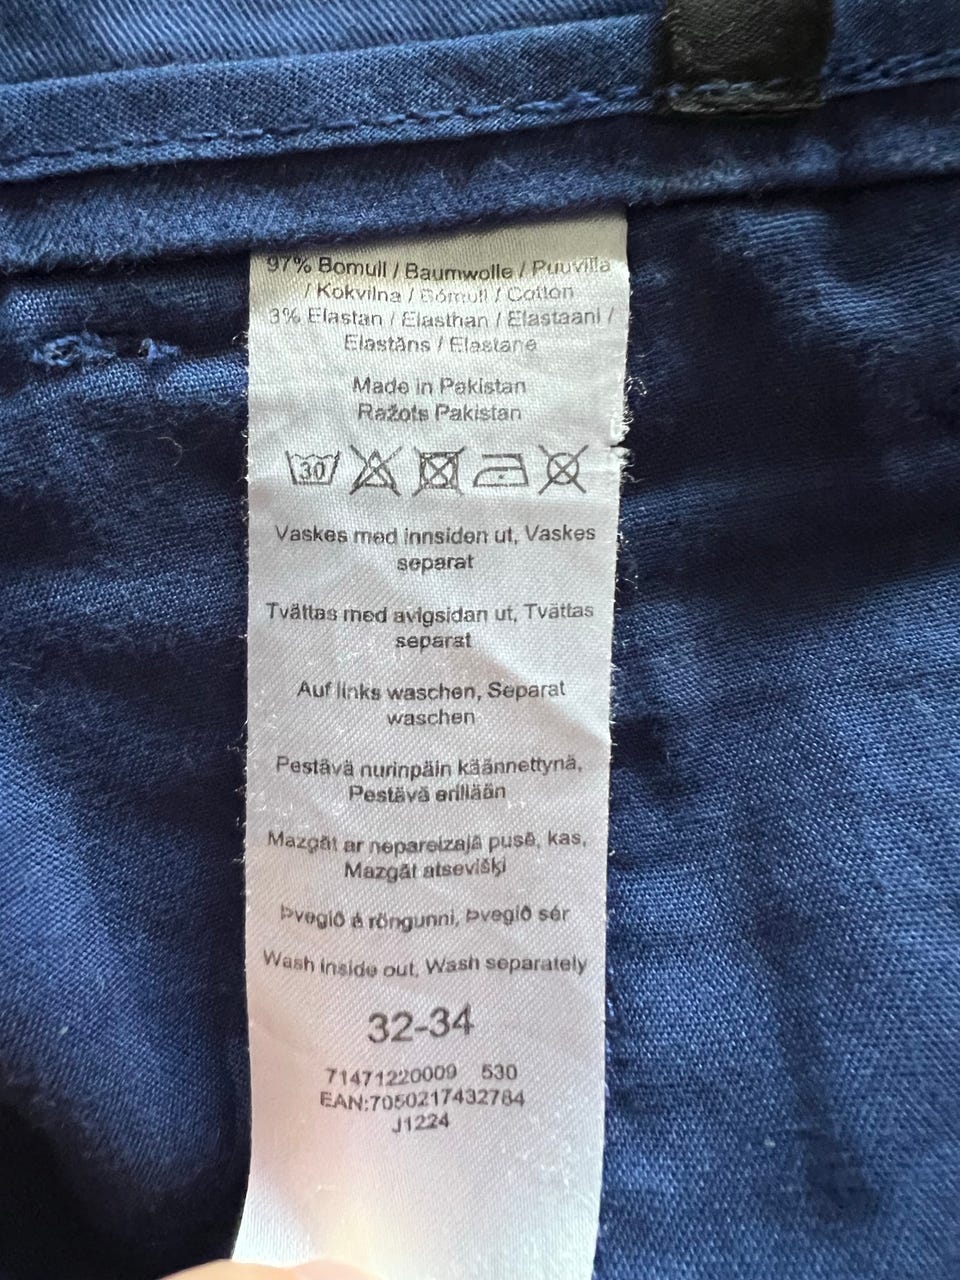 97% Bomull / Baumwolle / Puuvilla
/ Kokvilna / Bómull / Cotton
3% Elastan / Elasthan / Elastaani /
Elastāns / Elastane
Made in Pakistan
Ražots Pakistan
30
Vaskes med innsiden ut, Vaskes
separat
Tvättas med avigsidan ut, Tvättas
separat
Auf links waschen, Separat
waschen
Pestävä nurinpäin käännettynä,
Pestävä erillään
Mazgāt ar nepareizajā pusē, kas,
Mazgāt atsevišķi
Þvegið á röngunni, Þvegið sér
Wash inside out, Wash separately
32-34
71471220009 530
EAN:7050217432784
J1224